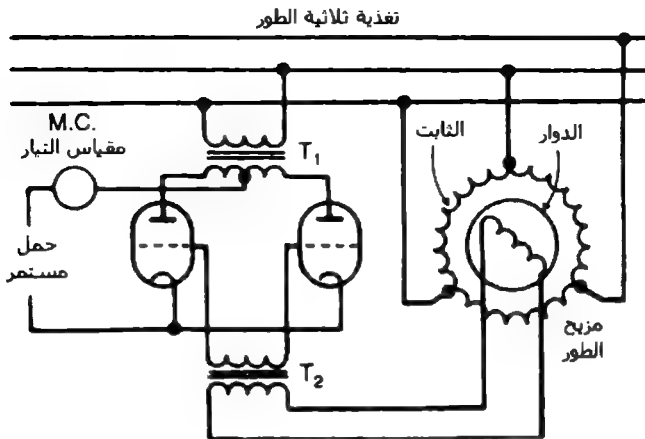 تغذية ثلاثية الطور
M.C.
مقياس التيار
T1
الثابت
الدوار
حمل
مستمر
مزيح
الطور
T2